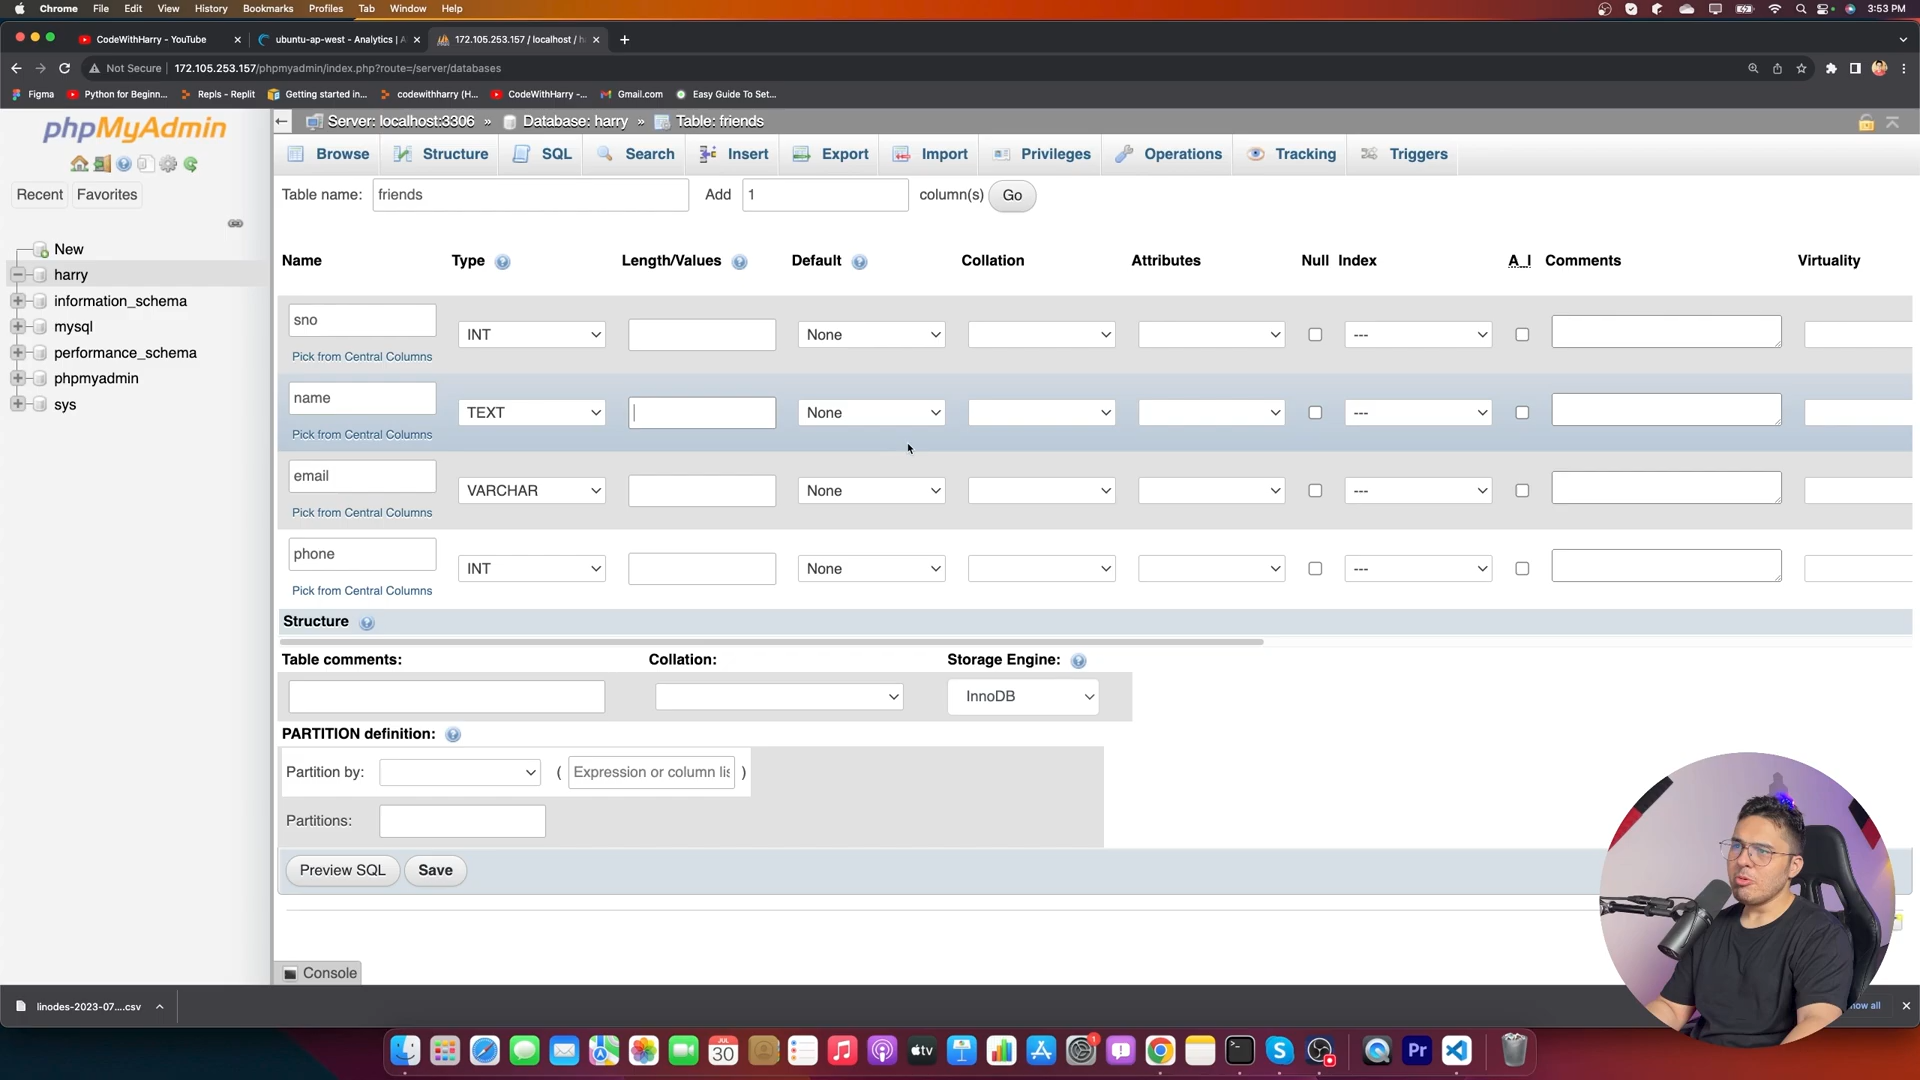 Chrome File Edit View History Bookmarks Profiles Tab Window Help 3:53 PM
CodeWithHarry - YouTube ubuntu-ap-west - Analytics | 172.105.253.157 / localhost / h
Not Secure 172.105.253.157/phpmyadmin/index.php?route=/server/databases
Figma Python for Beginn... Repls - Replit Getting started in... codewithharry (H... CodeWithHarry -... Gmail.com Easy Guide To Set...
phpMyAdmin
Recent Favorites
New
harry
information_schema
mysql
performance_schema
phpmyadmin
sys
Server: localhost:3306 » Database: harry » Table: friends
Browse Structure SQL Search Insert Export Import Privileges Operations Tracking Triggers
Table name: friends Add 1 column(s) Go
Name Type Length/Values Default Collation Attributes Null Index A_I Comments Virtuality
sno INT None ---
Pick from Central Columns
name TEXT None ---
Pick from Central Columns
email VARCHAR None ---
Pick from Central Columns
phone INT None ---
Pick from Central Columns
Structure
Table comments: Collation: Storage Engine:
InnoDB
PARTITION definition:
Partition by: ( Expression or column lis )
Partitions:
Preview SQL Save
Console
linodes-2023-07....csv
JUL
30
tv
1
Pr